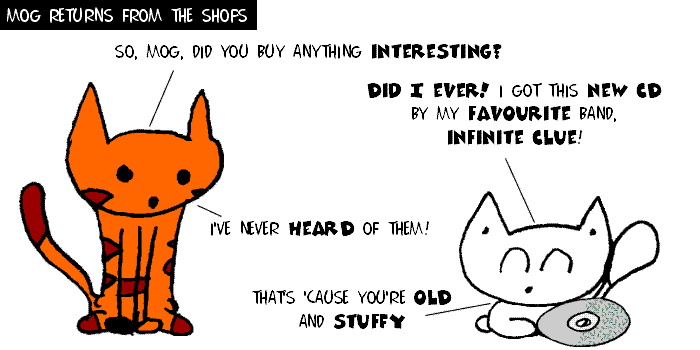 MOG RETURNS FROM THE SHOPS
SO, MOG, DID YOU BUY ANYTHING INTERESTING?
DID I EVER! I GOT THIS NEW CD
BY MY FAVOURITE BAND,
INFINITE CLUE!
I'VE NEVER HEARD OF THEM!
THAT'S 'CAUSE YOU'RE OLD
AND STUFFY